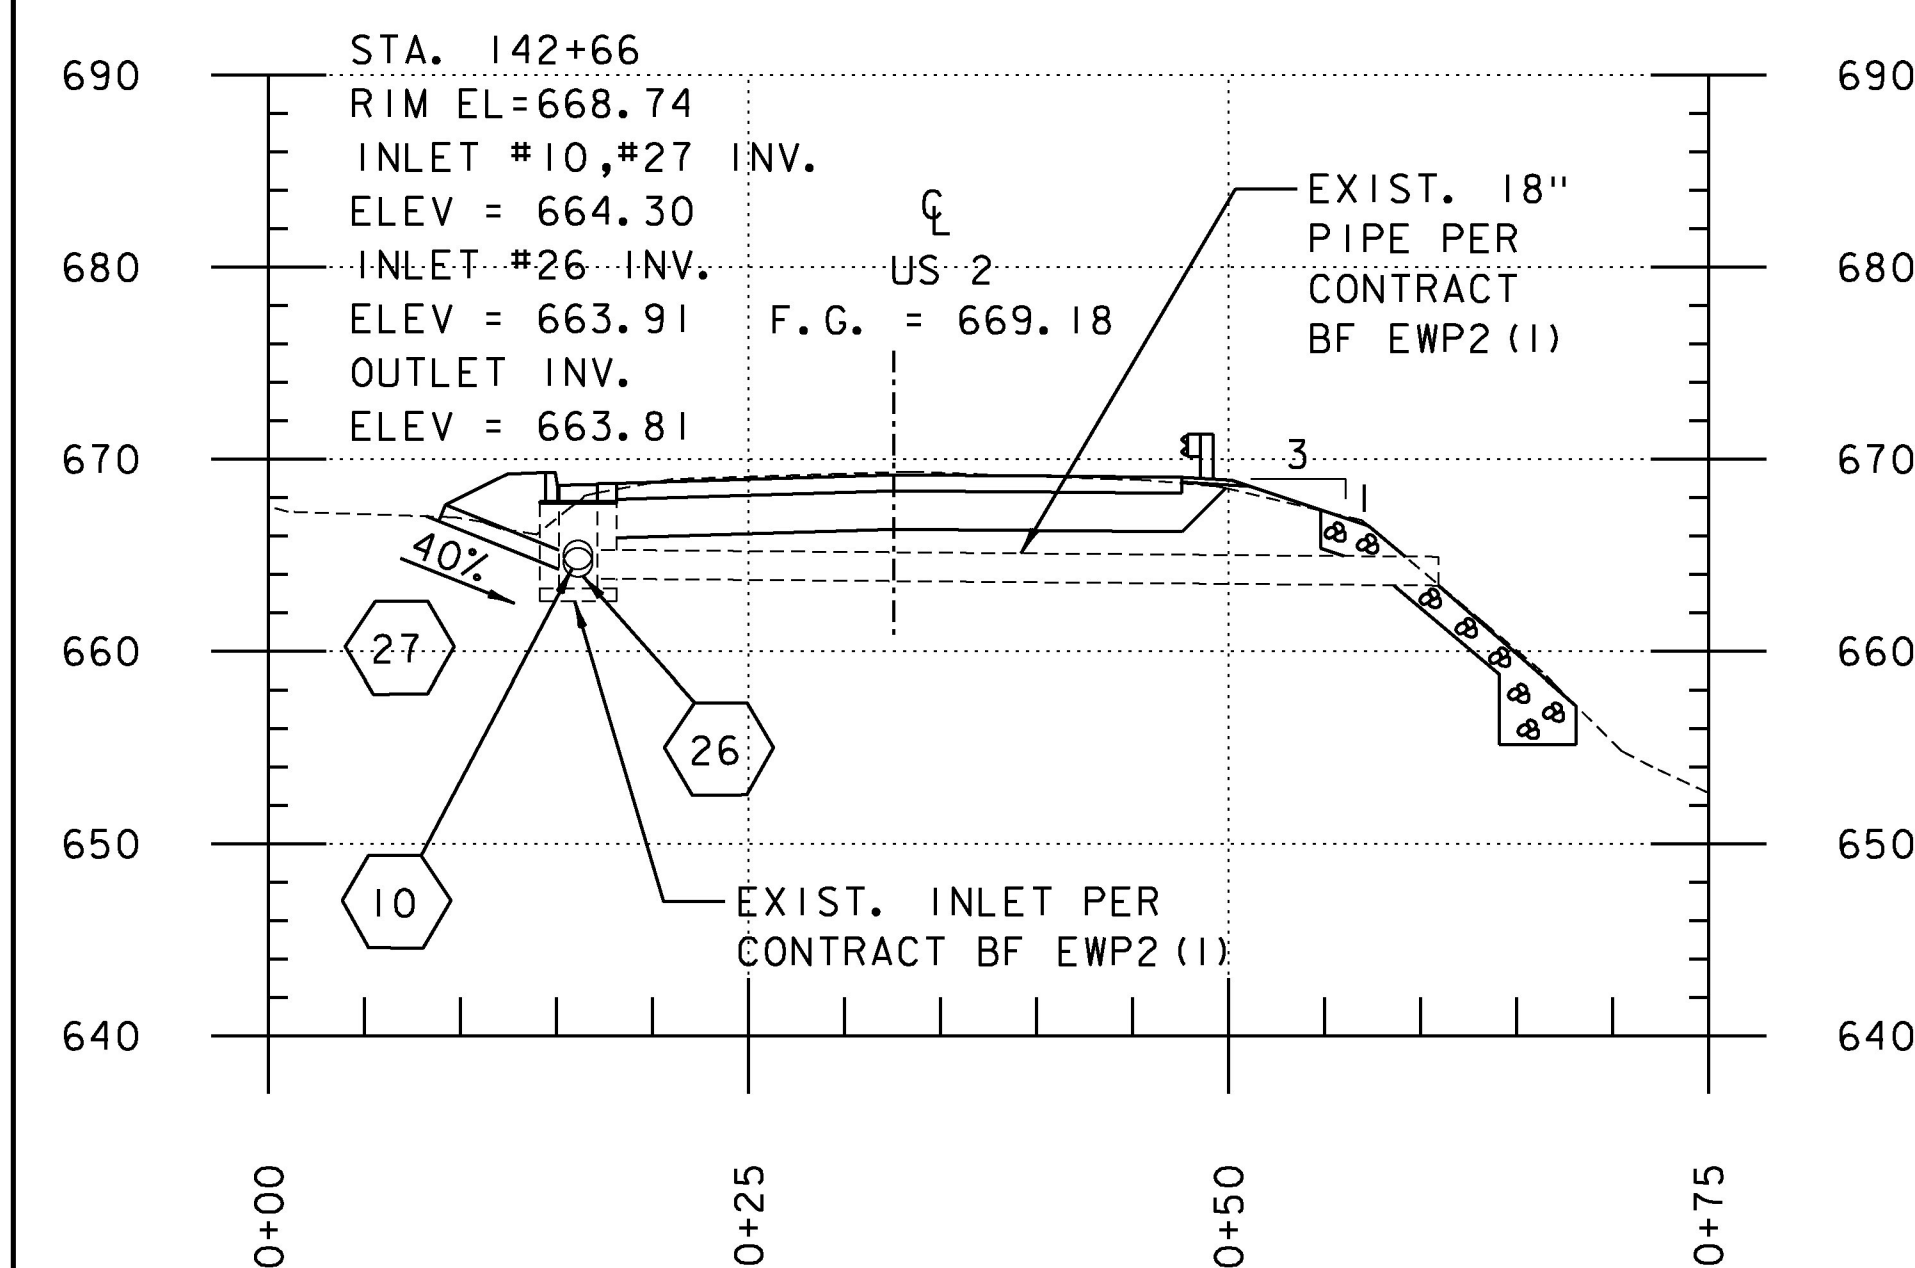 STA. 142+66
RIM EL=668.74
INLET #10,#27 INV.
ELEV = 664.30
INLET #26 INV.
ELEV = 663.91
OUTLET INV.
ELEV = 663.81
℄
US 2
F.G. = 669.18
EXIST. 18"
PIPE PER
CONTRACT
BF EWP2(1)
690
690
680
680
670
670
660
660
650
650
640
640
3
1
40%
27
26
10
EXIST. INLET PER
CONTRACT BF EWP2(1)
0+00
0+25
0+50
0+75